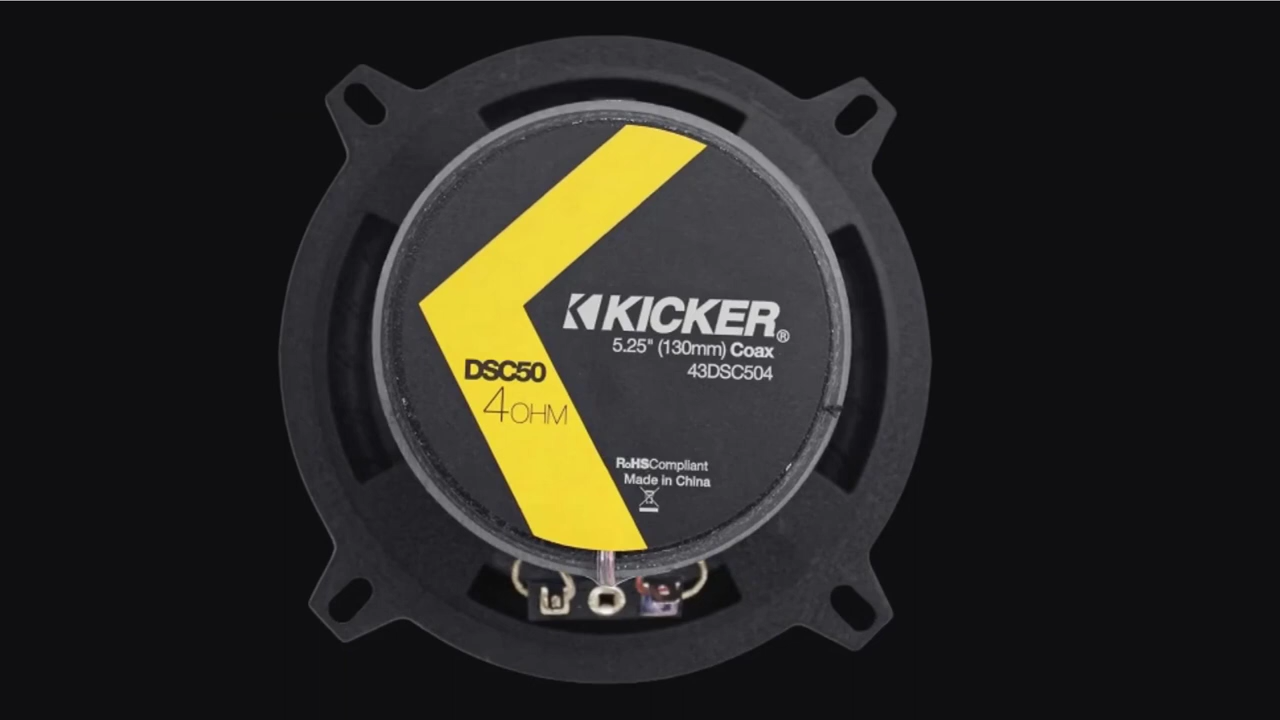 KICKER®
5.25" (130mm) Coax
43DSC504
DSC50
4OHM
RoHSCompliant
Made in China